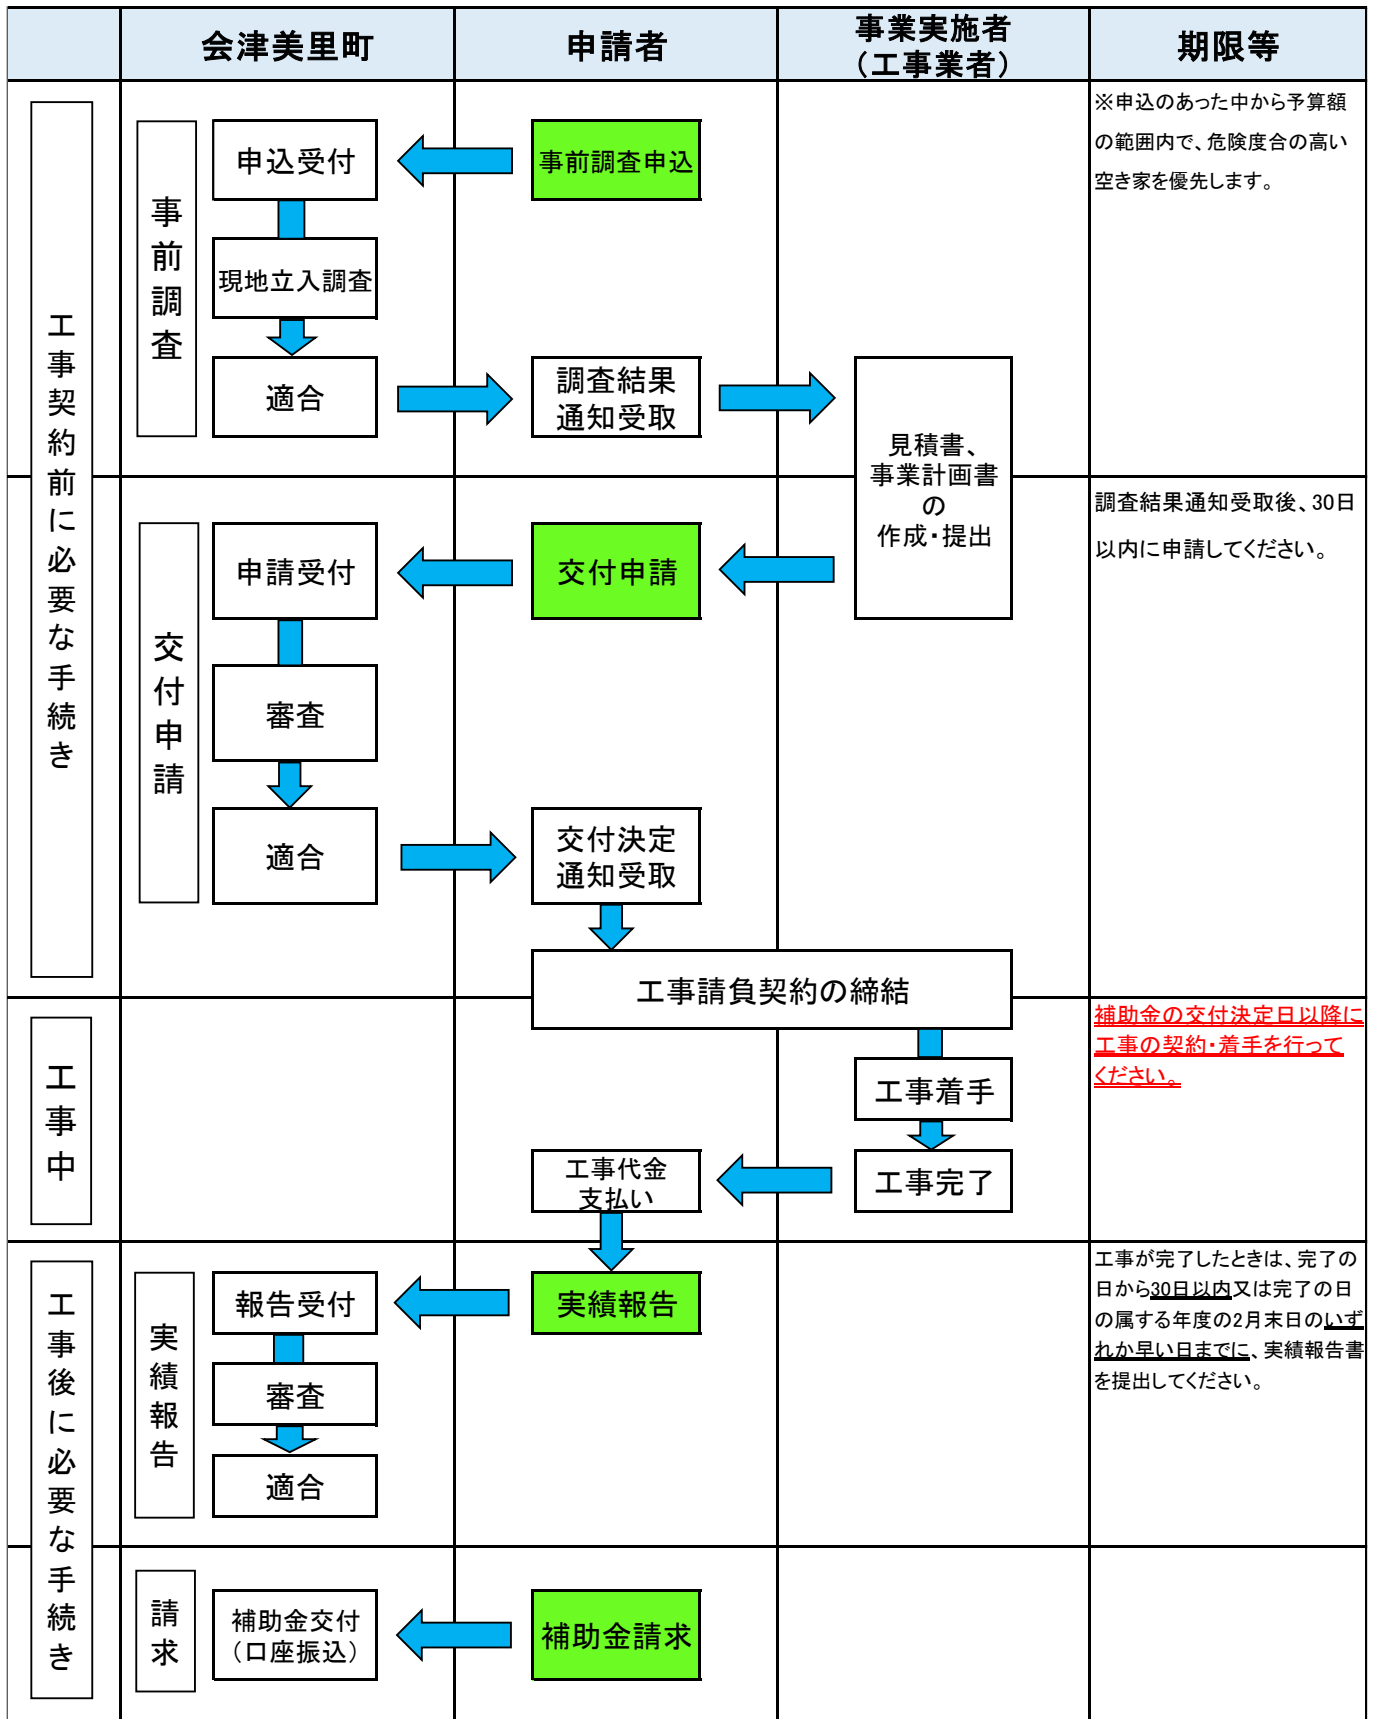 会津美里町
申請者
事業実施者
（工事業者）
期限等
工事契約前に必要な手続き
事前調査
申込受付
事前調査申込
※申込のあった中から予算額
の範囲内で、危険度合の高い
空き家を優先します。
現地立入調査
適合
調査結果
通知受取
見積書、
事業計画書
の
作成・提出
交付申請
申請受付
交付申請
調査結果通知受取後、30日
以内に申請してください。
審査
適合
交付決定
通知受取
工事請負契約の締結
工事中
補助金の交付決定日以降に
工事の契約・着手を行って
ください。
工事着手
工事代金
支払い
工事完了
工事後に必要な手続き
実績報告
報告受付
実績報告
工事が完了したときは、完了の
日から30日以内又は完了の日
の属する年度の2月末日のいず
れか早い日までに、実績報告書
を提出してください。
審査
適合
請求
補助金交付
（口座振込）
補助金請求